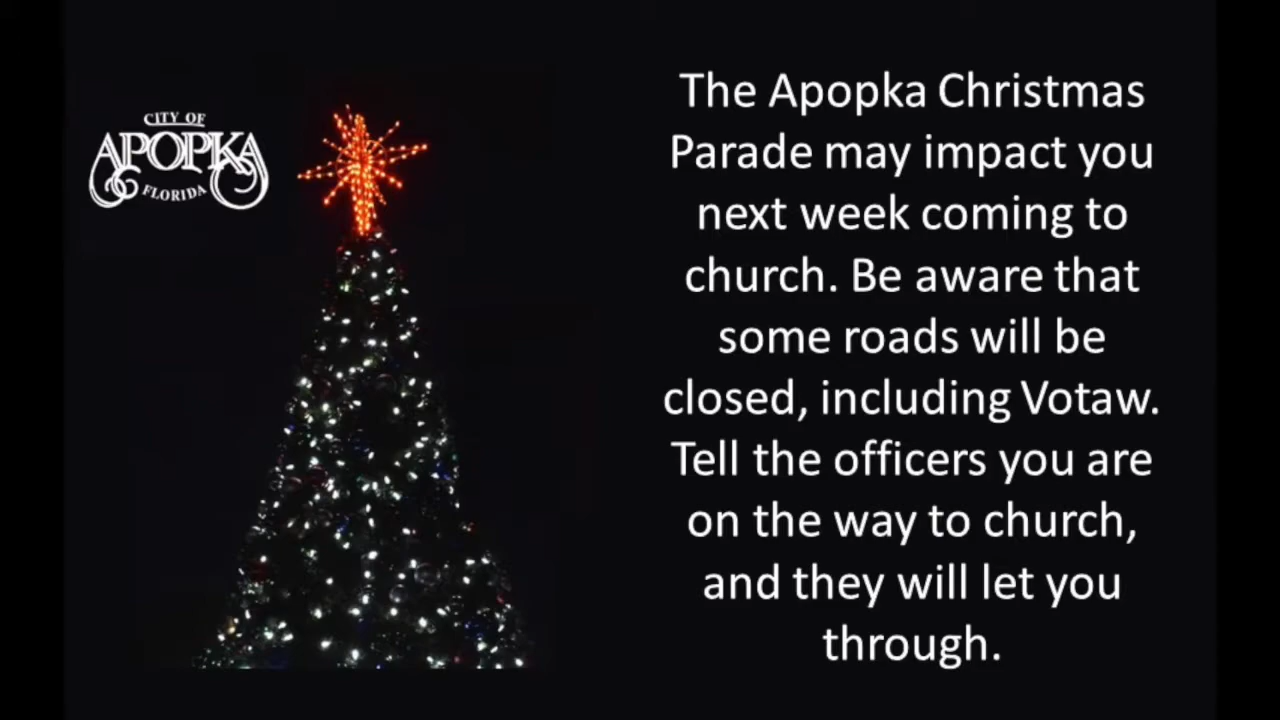 CITY OF
APOPKA
FLORIDA
The Apopka Christmas
Parade may impact you
next week coming to
church. Be aware that
some roads will be
closed, including Votaw.
Tell the officers you are
on the way to church,
and they will let you
through.